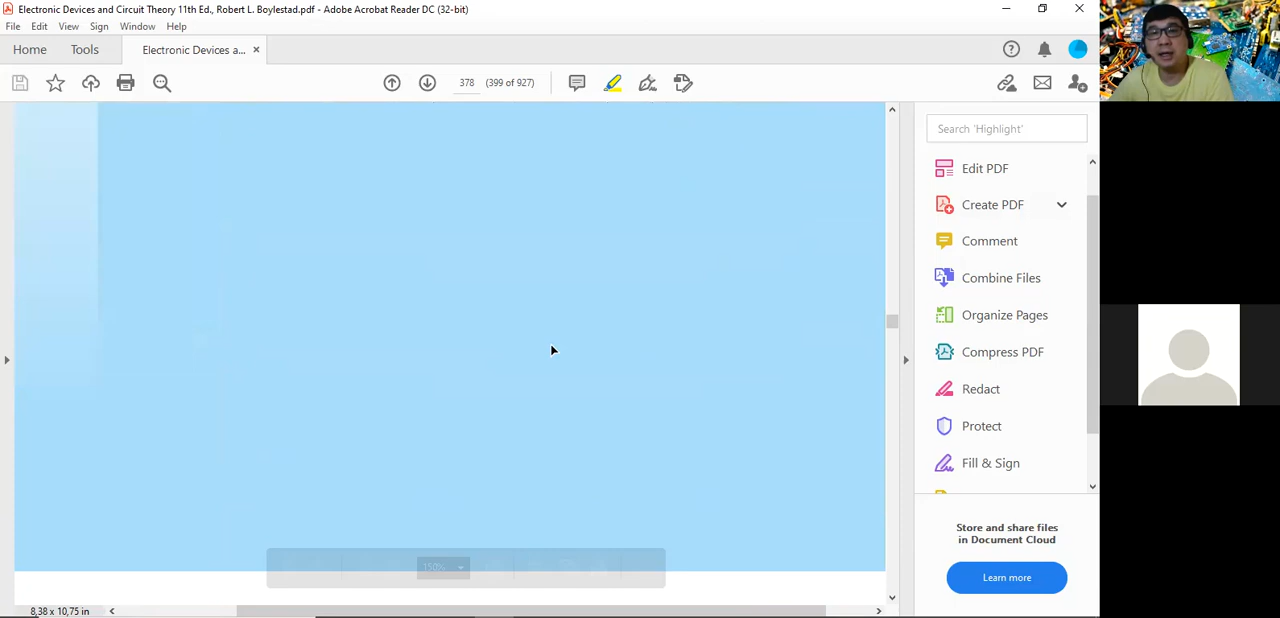 Electronic Devices and Circuit Theory 11th Ed., Robert L. Boylestad.pdf - Adobe Acrobat Reader DC (32-bit)
File Edit View Sign Window Help
Home Tools Electronic Devices a... ×
378 (399 of 927)
Search 'Highlight'
Edit PDF
Create PDF
Comment
Combine Files
Organize Pages
Compress PDF
Redact
Protect
Fill & Sign
Store and share files
in Document Cloud
Learn more
150%
8,38 x 10,75 in